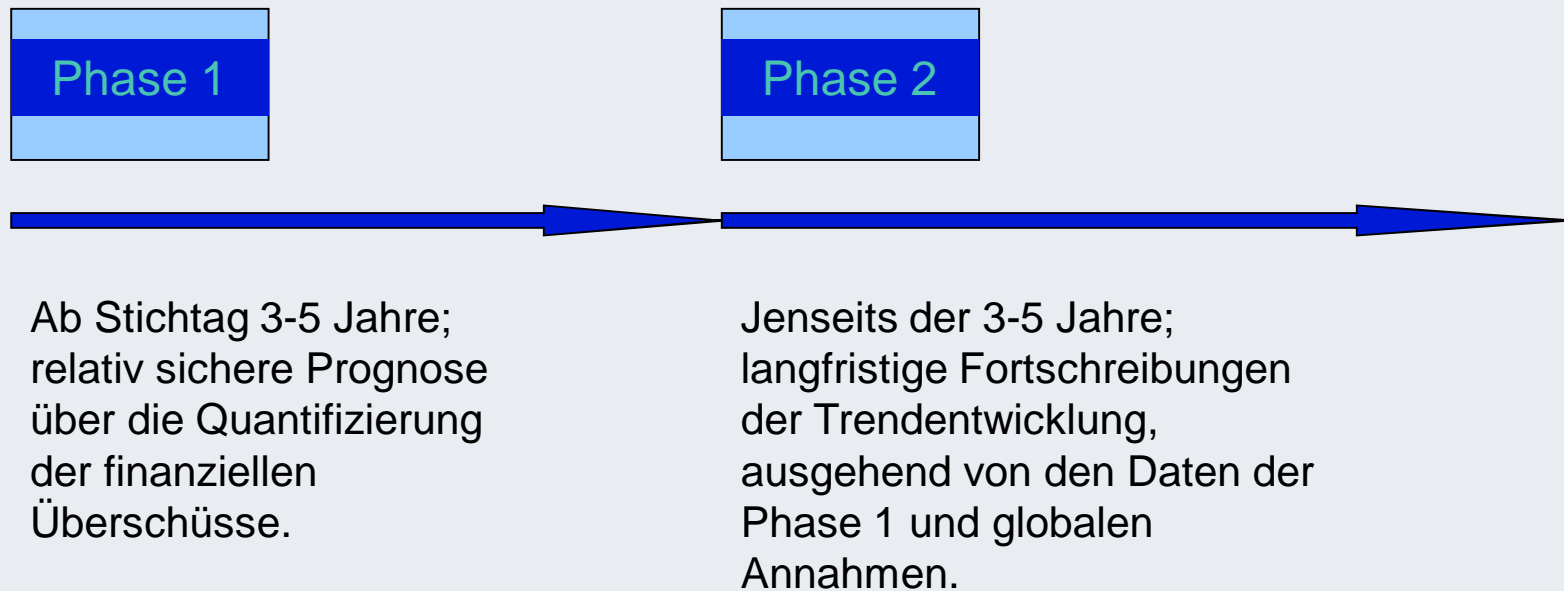 Phase 1
Phase 2
Ab Stichtag 3-5 Jahre;
relativ sichere Prognose
über die Quantifizierung
der finanziellen
Überschüsse.
Jenseits der 3-5 Jahre;
langfristige Fortschreibungen
der Trendentwicklung,
ausgehend von den Daten der
Phase 1 und globalen
Annahmen.